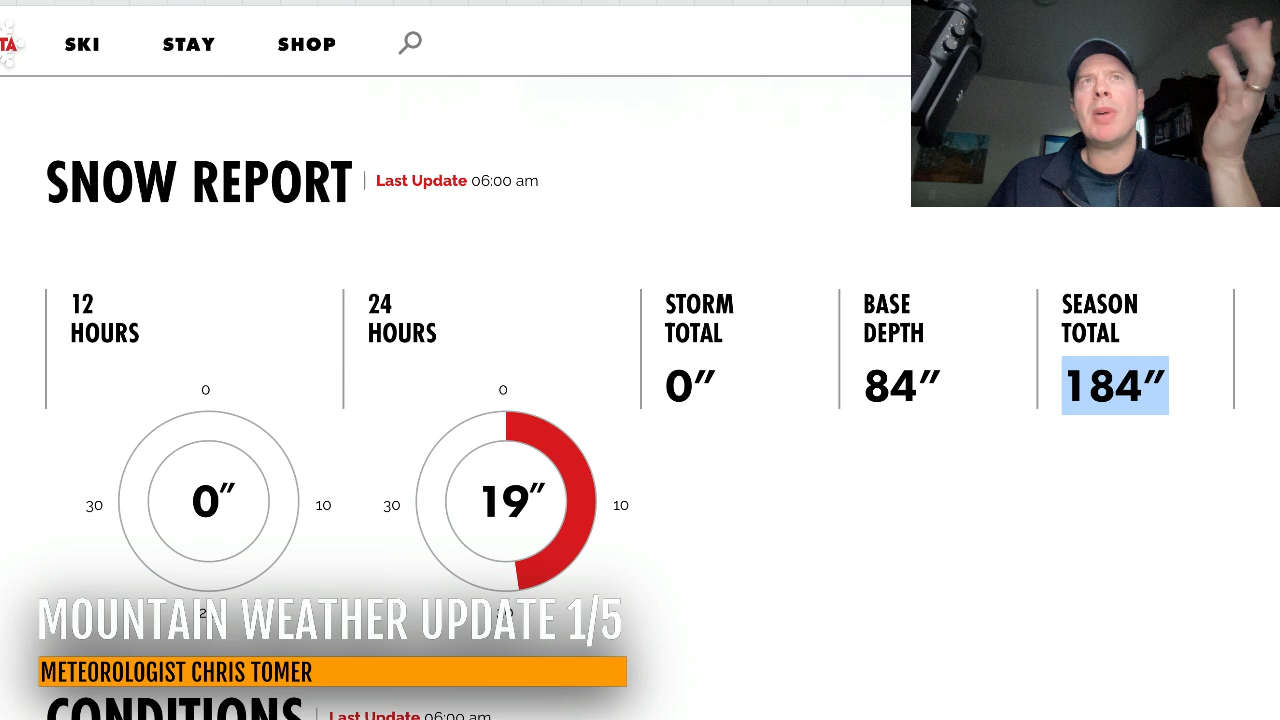 TA SKI STAY SHOP
SNOW REPORT Last Update 06:00 am
12 HOURS
24 HOURS
STORM TOTAL
0″
BASE DEPTH
84″
SEASON TOTAL
184″
0
30
0″
10
0
30
19″
10
MOUNTAIN WEATHER UPDATE 1/5
METEOROLOGIST CHRIS TOMER
CONDITIONS Last Update 06:00 am